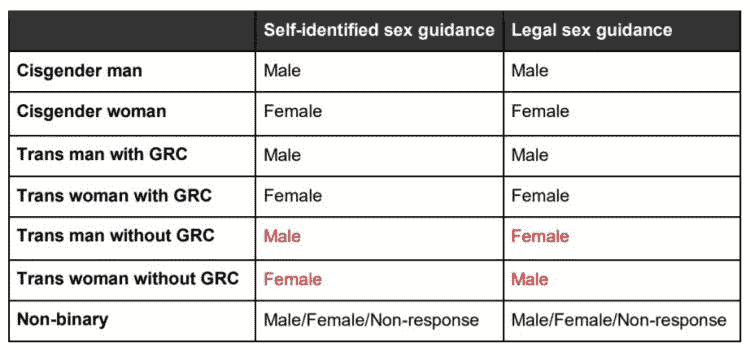 Self-identified sex guidance Legal sex guidance
Cisgender man Male Male
Cisgender woman Female Female
Trans man with GRC Male Male
Trans woman with GRC Female Female
Trans man without GRC Male Female
Trans woman without GRC Female Male
Non-binary Male/Female/Non-response Male/Female/Non-response